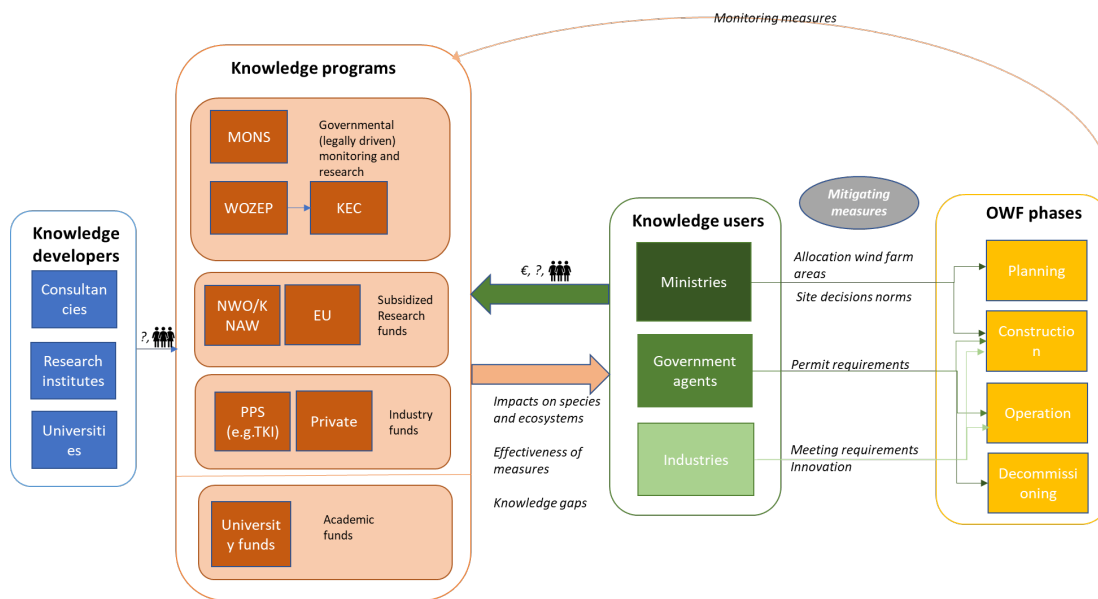 Monitoring measures
Knowledge programs
MONS
Governmental
(legally driven)
monitoring and
research
WOZEP
KEC
Knowledge
developers
Consultan
cies
Research
institutes
Universiti
es
?,
NWO/K
NAW
EU
Subsidized
Research
funds
PPS
(e.g.TKI)
Private
Industry
funds
Universit
y funds
Academic
funds
€, ?,
Impacts on species
and ecosystems
Effectiveness of
measures
Knowledge gaps
Knowledge users
Ministries
Government
agents
Industries
Mitigating
measures
Allocation wind farm
areas
Site decisions norms
Permit requirements
Meeting requirements
Innovation
OWF phases
Planning
Constructio
n
Operation
Decommissi
oning